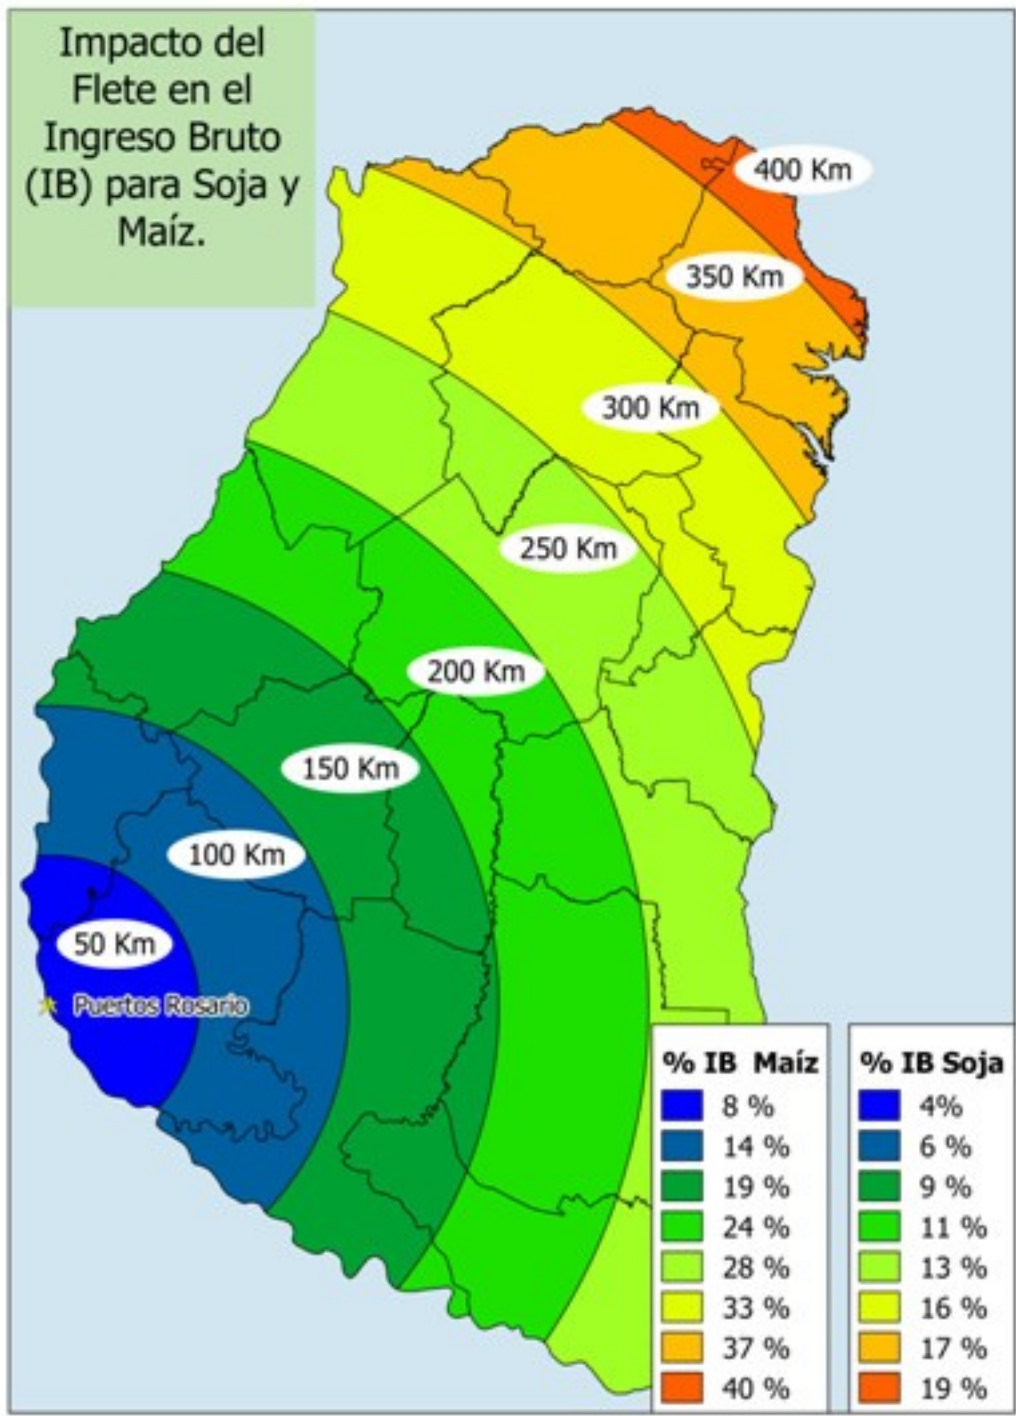 Impacto del
Flete en el
Ingreso Bruto
(IB) para Soja y
Maíz.
400 Km
350 Km
300 Km
250 Km
200 Km
150 Km
100 Km
50 Km
Puertos Rosario
% IB Maíz
8 %
14 %
19 %
24 %
28 %
33 %
37 %
40 %
% IB Soja
4%
6 %
9 %
11 %
13 %
16 %
17 %
19 %